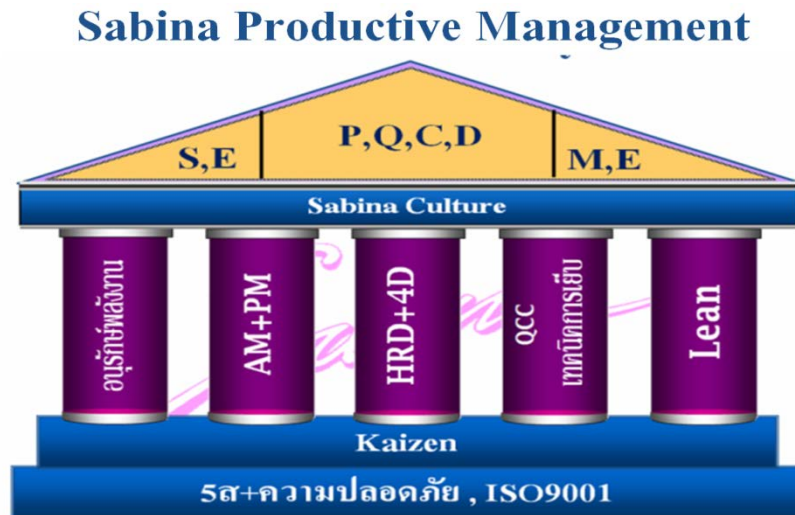 Sabina Productive Management
P,Q,C,D
S,E
M,E
Sabina Culture
อนุรักษ์พลังงาน
AM+PM
HRD+4D
QCC
เทคนิคการเย็บ
Lean
Kaizen
5ส+ความปลอดภัย , ISO9001